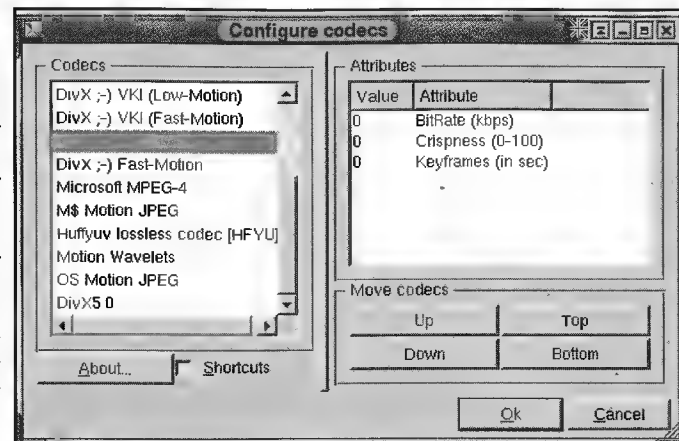 Configure codecs
Codecs
DivX ;-) VKI (Low-Motion)
DivX ;-) VKI (Fast-Motion)
DivX ;-) Fast-Motion
Microsoft MPEG-4
M$ Motion JPEG
Huffyuv lossless codec [HFYU]
Motion Wavelets
OS Motion JPEG
DivX5 0
About...
Shortcuts
Attributes
Value Attribute
0 BitRate (kbps)
0 Crispness (0-100)
0 Keyframes (in sec)
Move codecs
Up Top
Down Bottom
Ok Cancel